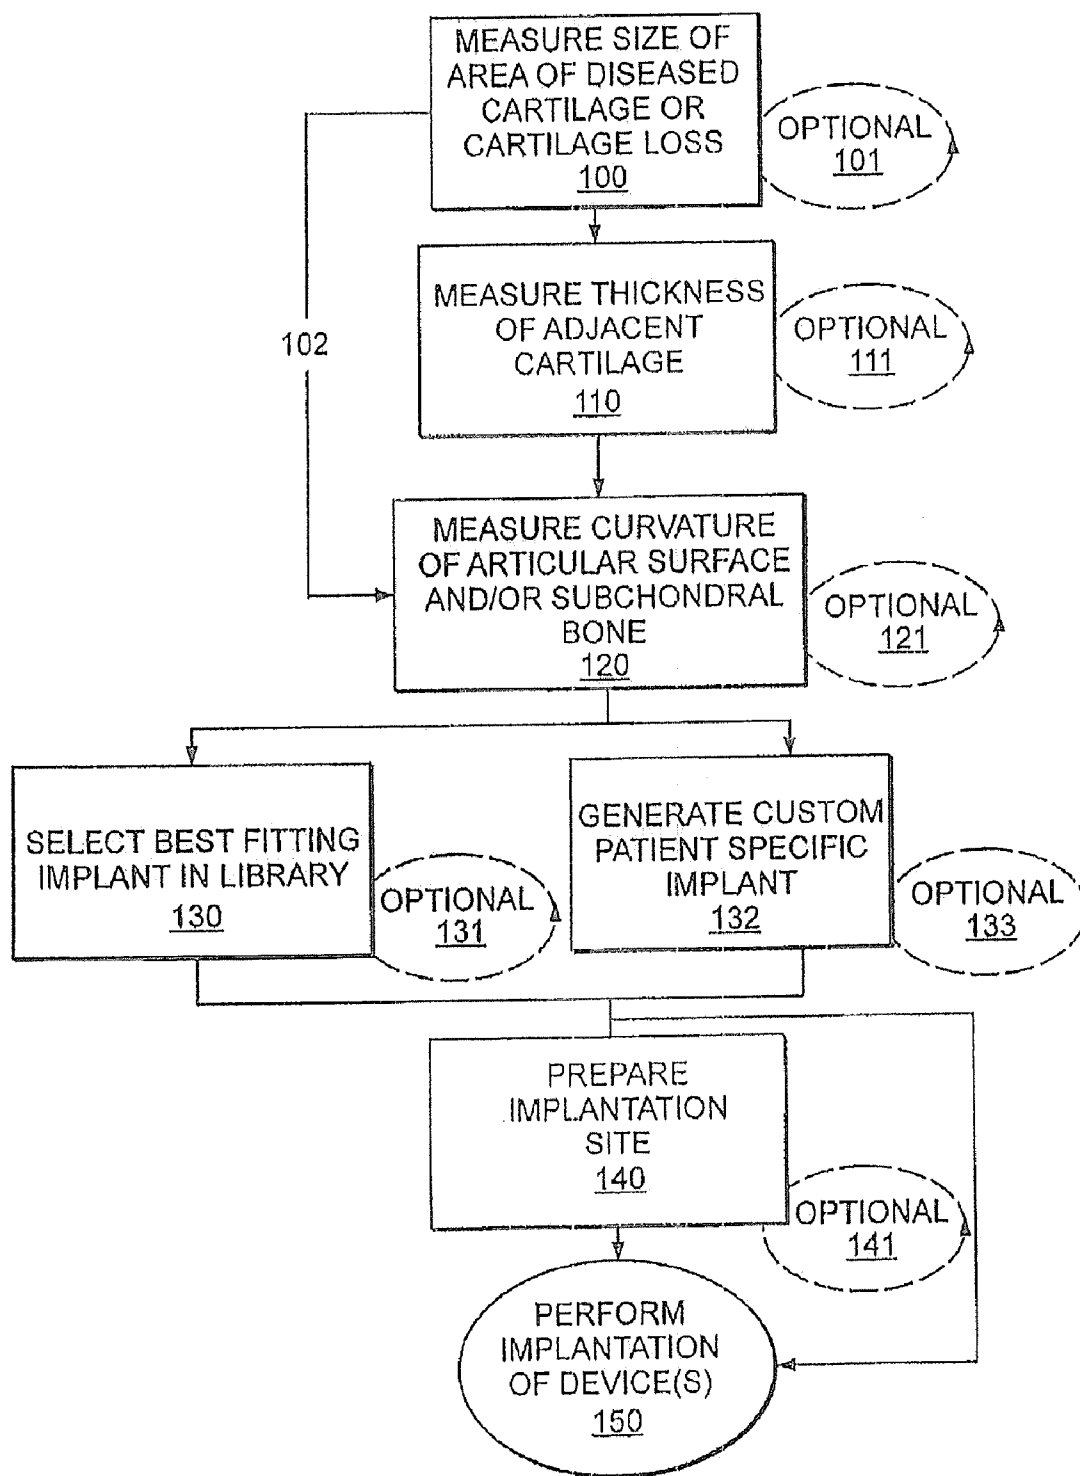 MEASURE SIZE OF
AREA OF DISEASED
CARTILAGE OR
CARTILAGE LOSS
100
OPTIONAL
101
102
MEASURE THICKNESS
OF ADJACENT
CARTILAGE
110
OPTIONAL
111
MEASURE CURVATURE
OF ARTICULAR SURFACE
AND/OR SUBCHONDRAL
BONE
120
OPTIONAL
121
SELECT BEST FITTING
IMPLANT IN LIBRARY
130
OPTIONAL
131
GENERATE CUSTOM
PATIENT SPECIFIC
IMPLANT
132
OPTIONAL
133
PREPARE
IMPLANTATION
SITE
140
OPTIONAL
141
PERFORM
IMPLANTATION
OF DEVICE(S)
150